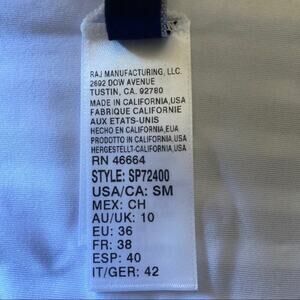 RAJ MANUFACTURING, LLC.
2692 DOW AVENUE
TUSTIN, CA. 92780
MADE IN CALIFORNIA,USA
FABRIQUE CALIFORNIE
AUX ETATS-UNIS
HECHO EN CALIFORNIA,EUA
PRODOTTO IN CALIFORNIA,USA
HERGESTELLT-CALIFORNIA,USA
RN 46664
STYLE: SP72400
USA/CA: SM
MEX: CH
AU/UK: 10
EU: 36
FR: 38
ESP: 40
IT/GER: 42